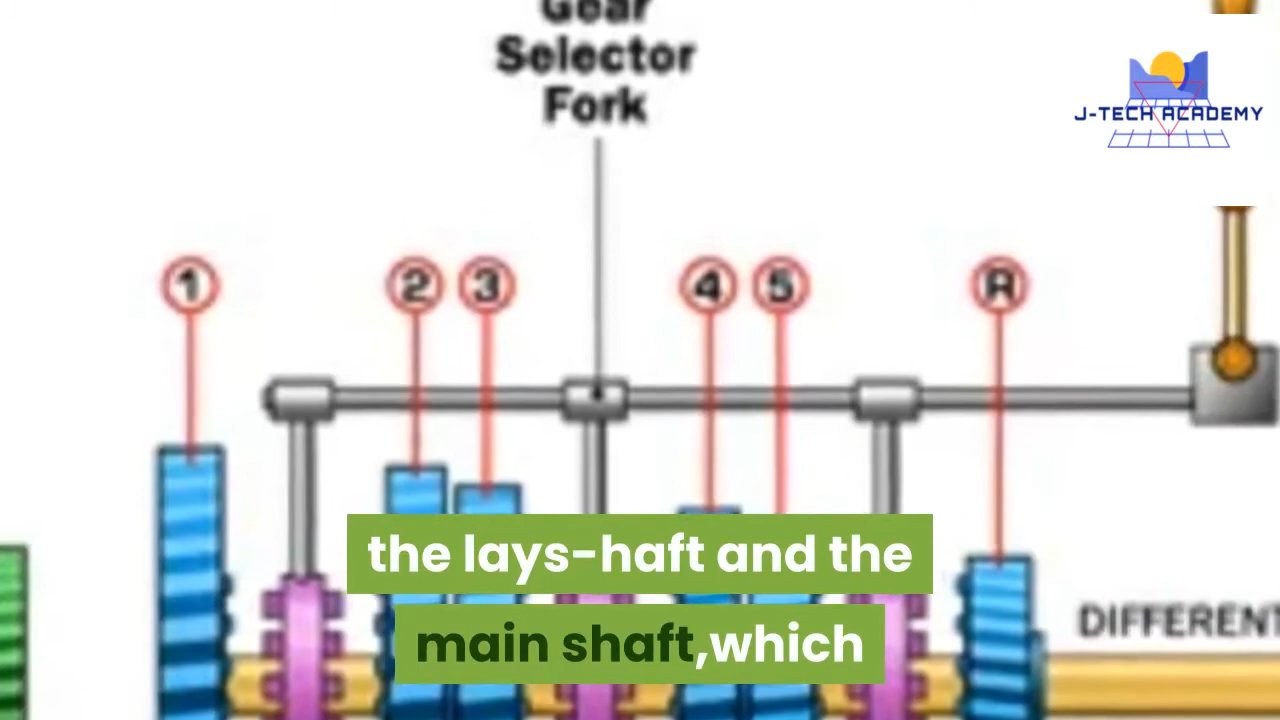 Gear
Selector
Fork
J-TECH ACADEMY
1 2 3 4 5 R
the lays-haft and the
main shaft,which
DIFFERENT